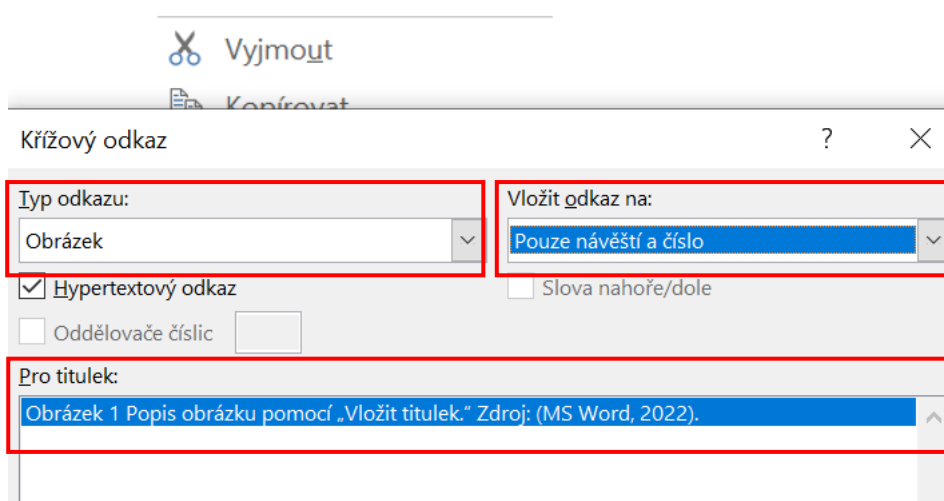 Vyjmout
Kopírovat
Křížový odkaz ?
Typ odkazu: Vložit odkaz na:
Obrázek Pouze návěští a číslo
Hypertextový odkaz Slova nahoře/dole
Oddělovače číslic
Pro titulek:
Obrázek 1 Popis obrázku pomocí „Vložit titulek.“ Zdroj: (MS Word, 2022).